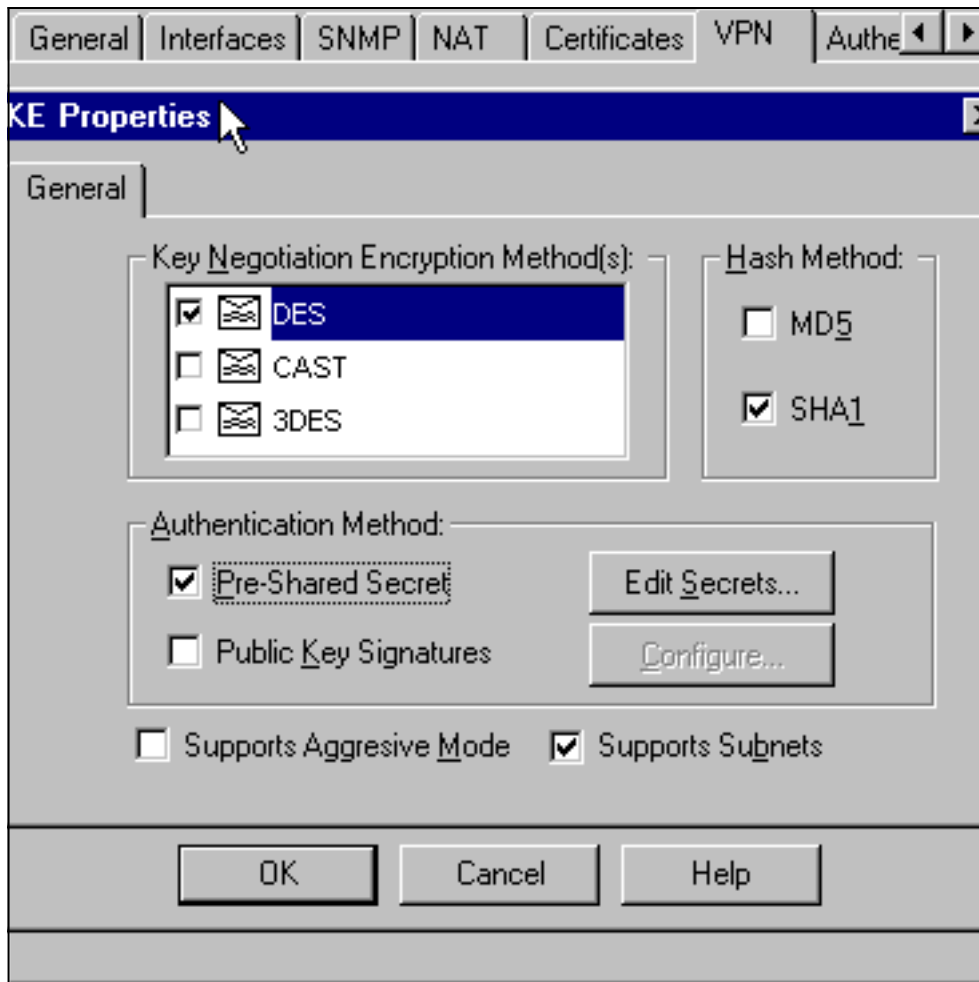 General Interfaces SNMP NAT Certificates VPN Authe
KE Properties
General
Key Negotiation Encryption Method(s):
DES
CAST
3DES
Hash Method:
MD5
SHA1
Authentication Method:
Pre-Shared Secret Edit Secrets...
Public Key Signatures Configure...
Supports Aggresive Mode Supports Subnets
OK Cancel Help